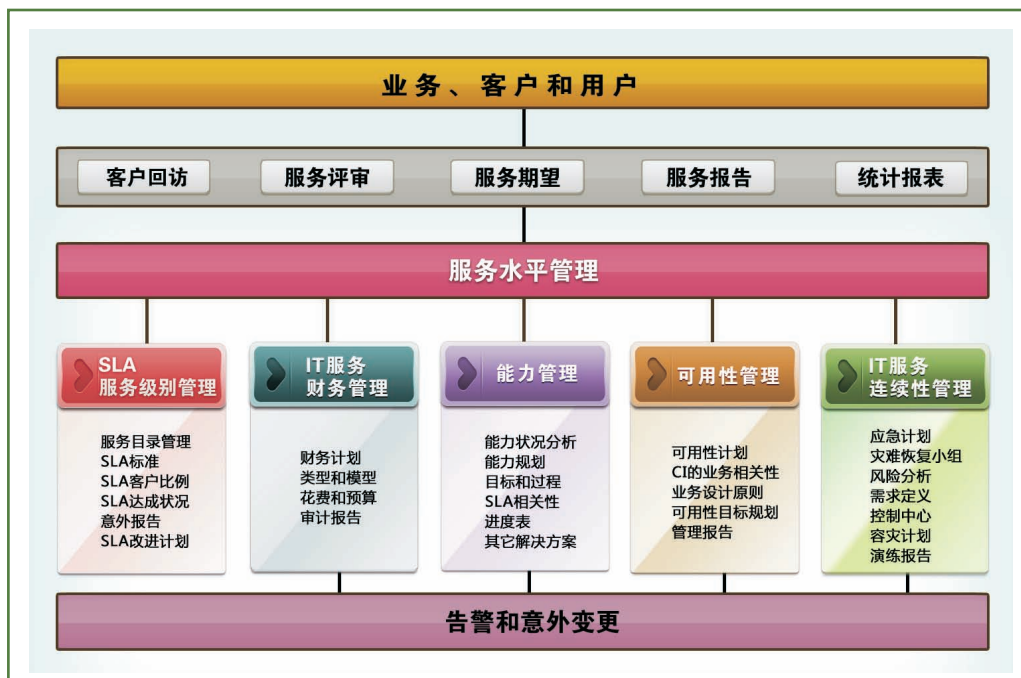 业务、客户和用户
客户回访
服务评审
服务期望
服务报告
统计报表
服务水平管理
SLA
服务级别管理
服务目录管理
SLA标准
SLA客户比例
SLA达成状况
意外报告
SLA改进计划
IT服务
财务管理
财务计划
类型和模型
花费和预算
审计报告
能力管理
能力状况分析
能力规划
目标和过程
SLA相关性
进度表
其它解决方案
可用性管理
可用性计划
CI的业务相关性
业务设计原则
可用性目标规划
管理报告
IT服务
连续性管理
应急计划
灾难恢复小组
风险分析
需求定义
控制中心
容灾计划
演练报告
告警和意外变更